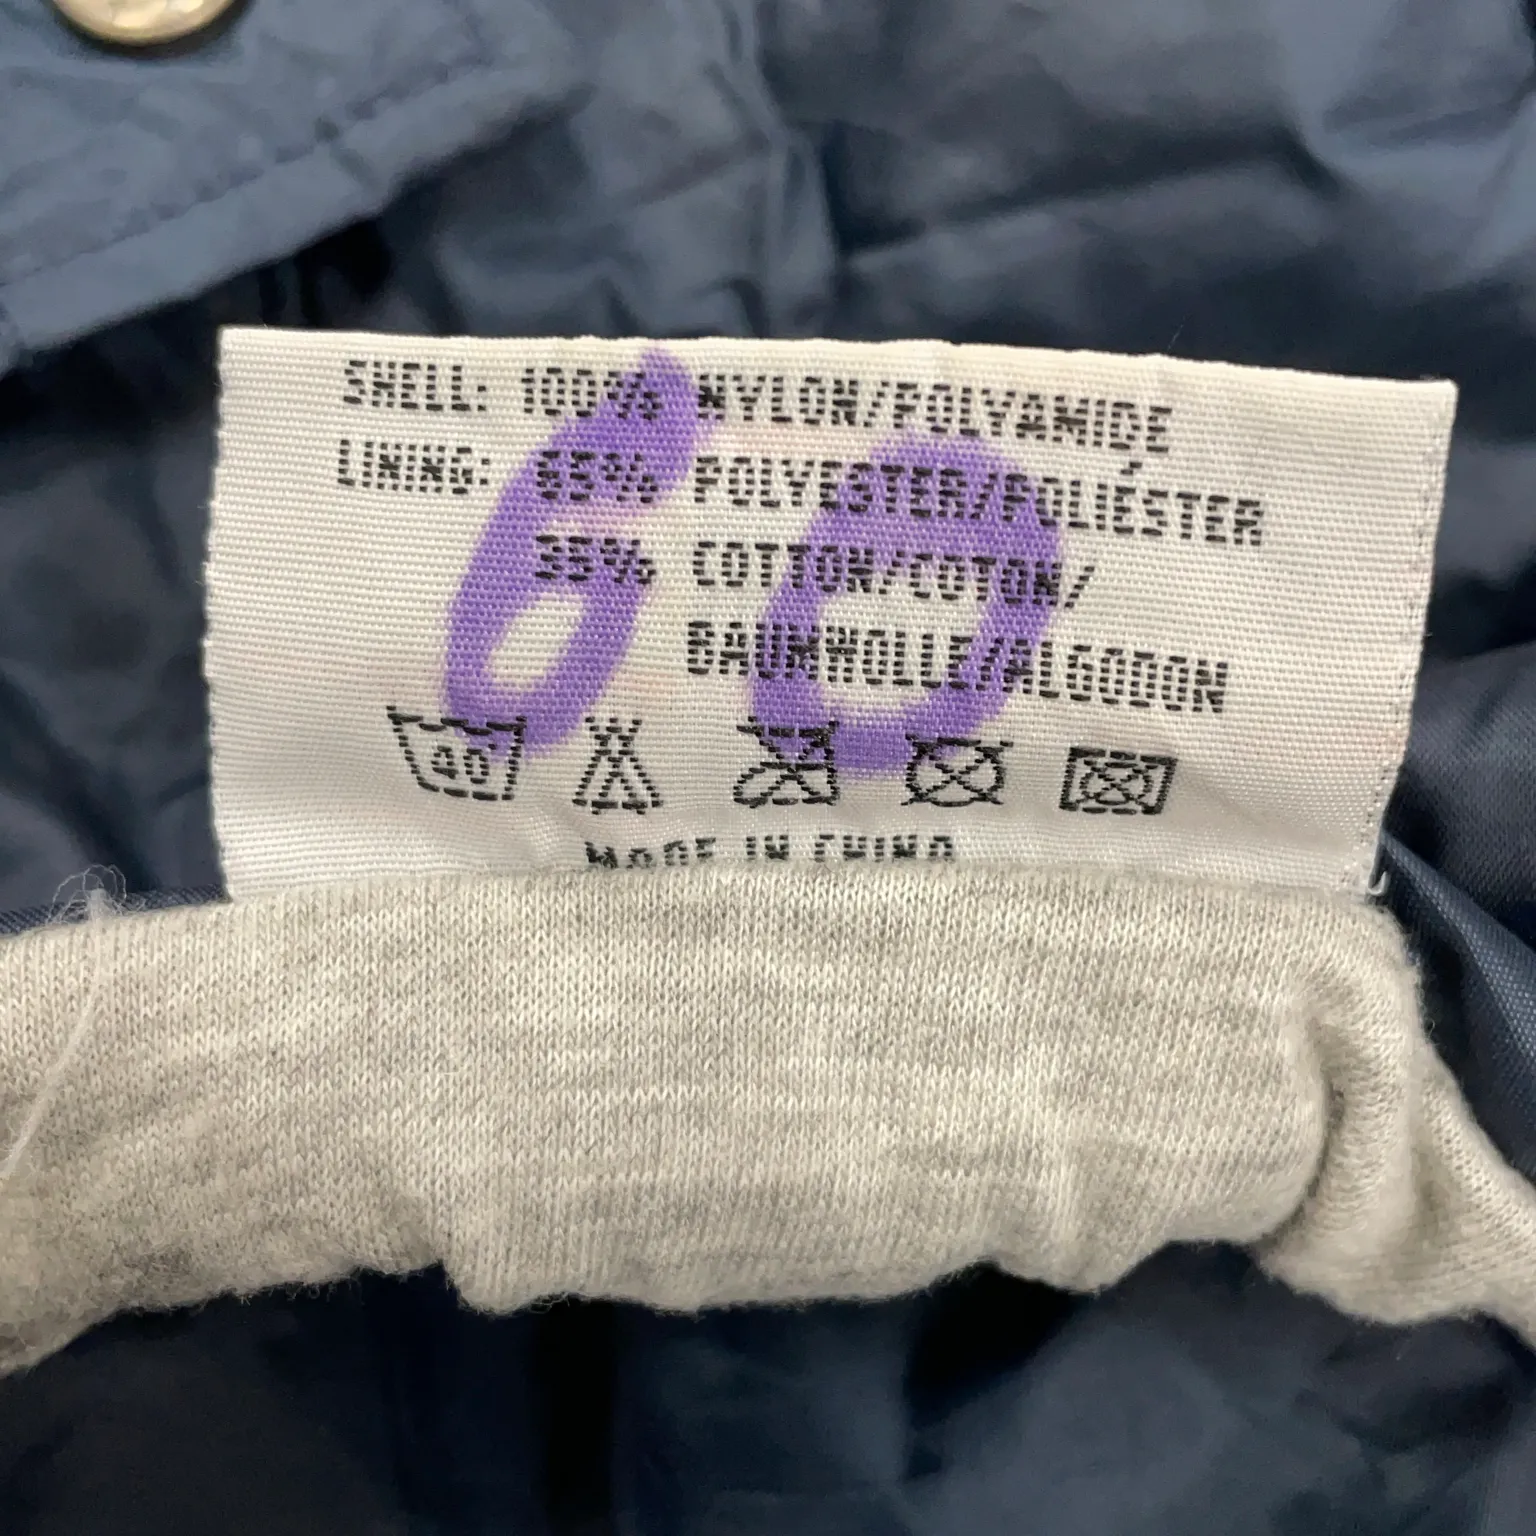 SHELL: 100% NYLON/POLYAMIDE
LINING: 65% POLYESTER/POLIÉSTER
35% COTTON/COTON/
BAUMWOLLE/ALGODON
40
MADE IN CHINA
60